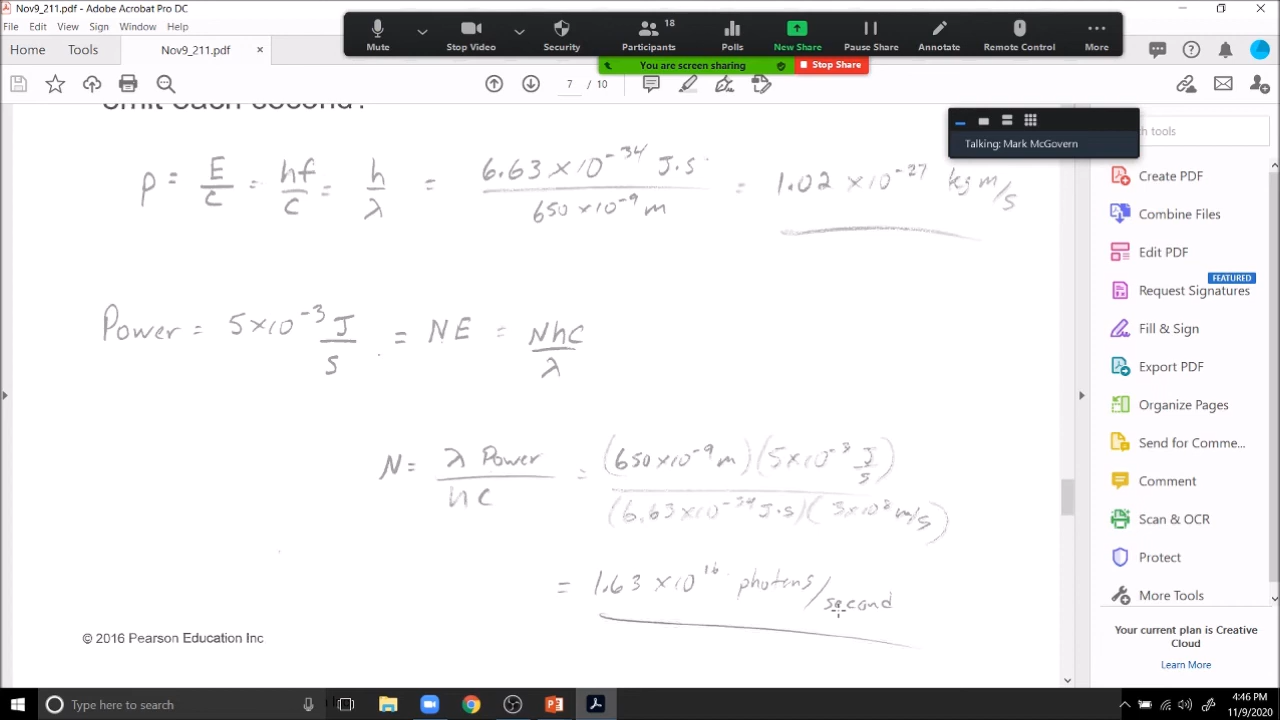 Nov9_211.pdf - Adobe Acrobat Pro DC
File Edit View Sign Window Help
Home Tools Nov9_211.pdf ×
Mute Stop Video Security Participants 18 Polls New Share Pause Share Annotate Remote Control More
You are screen sharing Stop Share
7 / 10
emit each second?
Talking: Mark McGovern
p = E/c = hf/c = h/λ = 6.63×10⁻³⁴ J·s / 650×10⁻⁹ m = 1.02 ×10⁻²⁷ kg m/s
Power = 5×10⁻³ J/s = NE = Nhc/λ
N = λ Power / hc = (650×10⁻⁹ m)(5×10⁻³ J/s) / (6.63×10⁻³⁴ J·s)(3×10⁸ m/s)
= 1.63 ×10¹⁶ photons/second
© 2016 Pearson Education Inc
ch tools
Create PDF
Combine Files
Edit PDF
FEATURED
Request Signatures
Fill & Sign
Export PDF
Organize Pages
Send for Comme...
Comment
Scan & OCR
Protect
More Tools
Your current plan is Creative
Cloud
Learn More
Type here to search
4:46 PM
11/9/2020